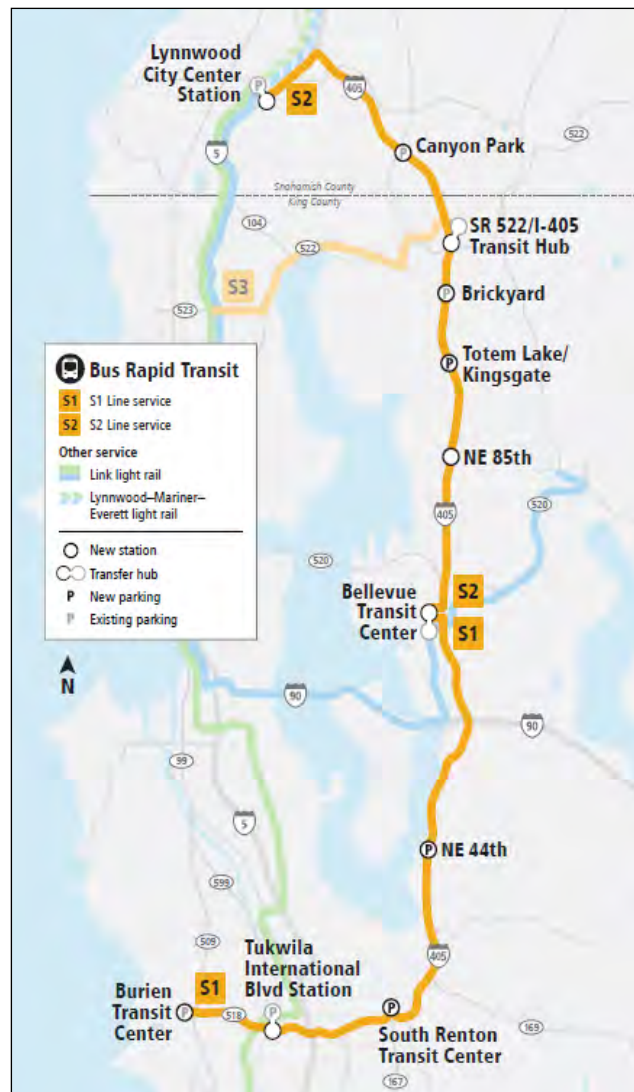 Lynnwood
City Center
Station
P
S2
405
5
522
Canyon Park
P
Snohomish County
King County
104
522
SR 522/I-405
Transit Hub
S3
523
P
Brickyard
Bus Rapid Transit
S1 S1 Line service
S2 S2 Line service
Other service
Link light rail
Lynnwood–Mariner–
Everett light rail
New station
Transfer hub
P New parking
P Existing parking
N
P
Totem Lake/
Kingsgate
NE 85th
405
520
520
Bellevue
Transit
Center
S2
S1
90
90
99
5
P
NE 44th
599
509
405
Tukwila
International
Blvd Station
P
S1
Burien
Transit
Center
P
518
P
South Renton
Transit Center
169
167